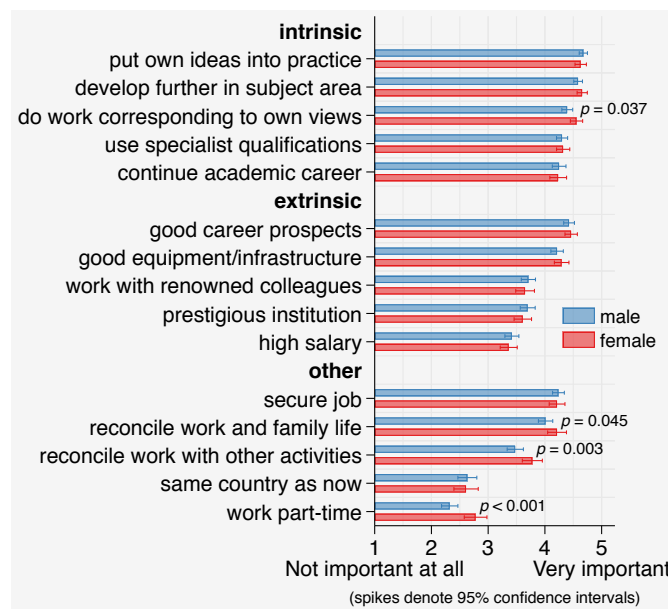 intrinsic
put own ideas into practice
develop further in subject area
do work corresponding to own views
p = 0.037
use specialist qualifications
continue academic career
extrinsic
good career prospects
good equipment/infrastructure
work with renowned colleagues
prestigious institution
male
high salary
female
other
secure job
reconcile work and family life
p = 0.045
reconcile work with other activities
p = 0.003
same country as now
work part-time
p < 0.001
1 2 3 4 5
Not important at all Very important
(spikes denote 95% confidence intervals)